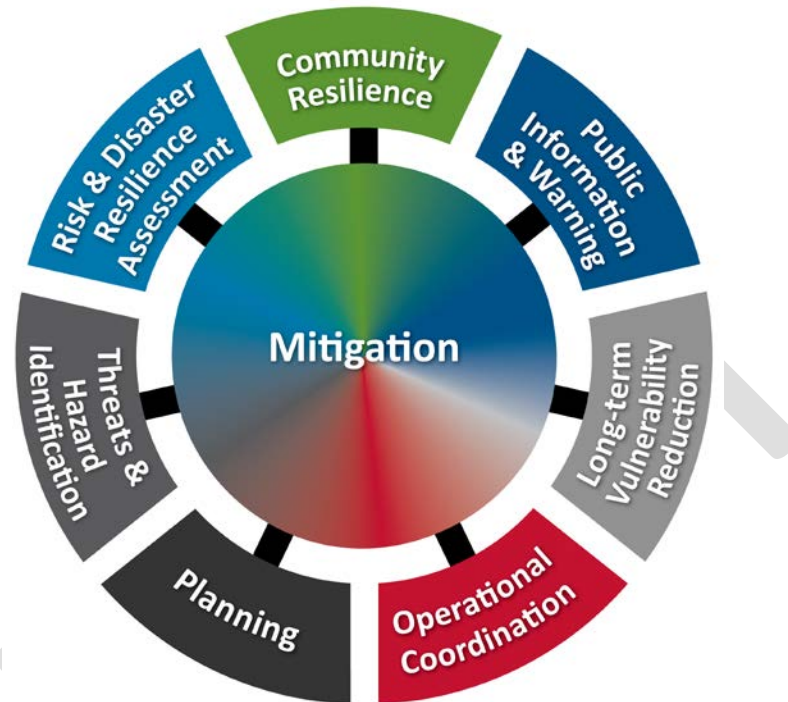 Community
Resilience
Public
Information
& Warning
Long-term
Vulnerability
Reduction
Operational
Coordination
Planning
Threats &
Hazard
Identification
Risk & Disaster
Resilience
Assessment
Mitigation